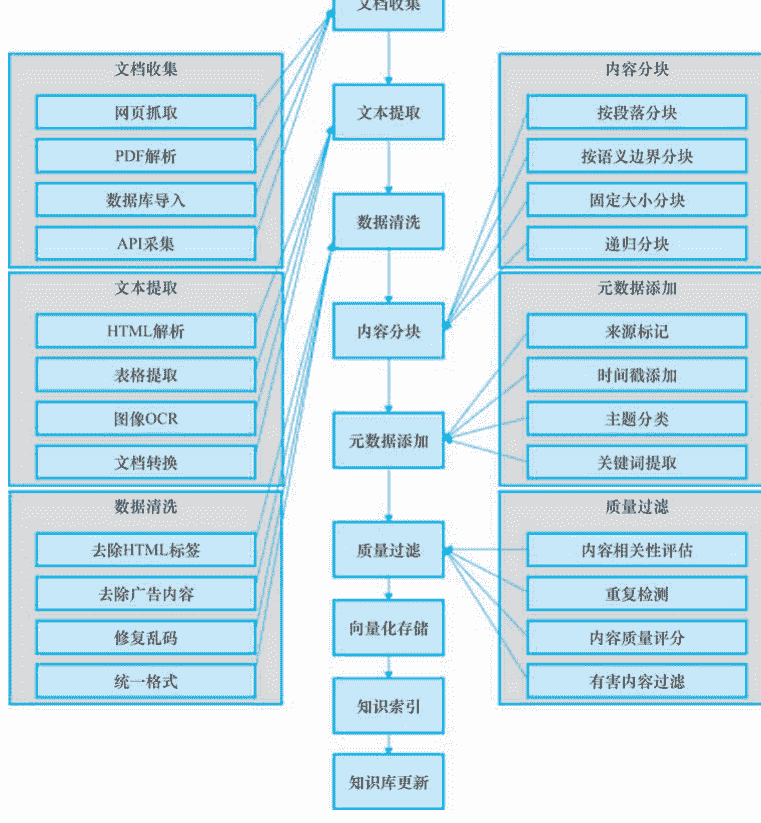 文档收集
文本提取
数据清洗
内容分块
元数据添加
质量过滤
向量化存储
知识索引
知识库更新
文档收集
网页抓取
PDF解析
数据库导入
API采集
文本提取
HTML解析
表格提取
图像OCR
文档转换
数据清洗
去除HTML标签
去除广告内容
修复乱码
统一格式
内容分块
按段落分块
按语义边界分块
固定大小分块
递归分块
元数据添加
来源标记
时间戳添加
主题分类
关键词提取
质量过滤
内容相关性评估
重复检测
内容质量评分
有害内容过滤